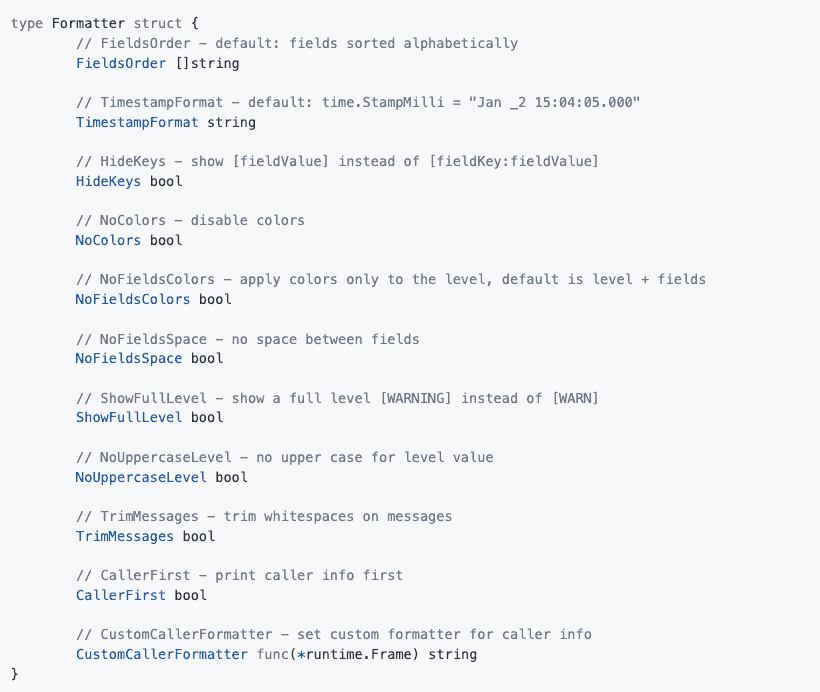 type Formatter struct {
// FieldsOrder – default: fields sorted alphabetically
FieldsOrder []string
// TimestampFormat – default: time.StampMilli = "Jan _2 15:04:05.000"
TimestampFormat string
// HideKeys – show [fieldValue] instead of [fieldKey:fieldValue]
HideKeys bool
// NoColors – disable colors
NoColors bool
// NoFieldsColors – apply colors only to the level, default is level + fields
NoFieldsColors bool
// NoFieldsSpace – no space between fields
NoFieldsSpace bool
// ShowFullLevel – show a full level [WARNING] instead of [WARN]
ShowFullLevel bool
// NoUppercaseLevel – no upper case for level value
NoUppercaseLevel bool
// TrimMessages – trim whitespaces on messages
TrimMessages bool
// CallerFirst – print caller info first
CallerFirst bool
// CustomCallerFormatter – set custom formatter for caller info
CustomCallerFormatter func(*runtime.Frame) string
}